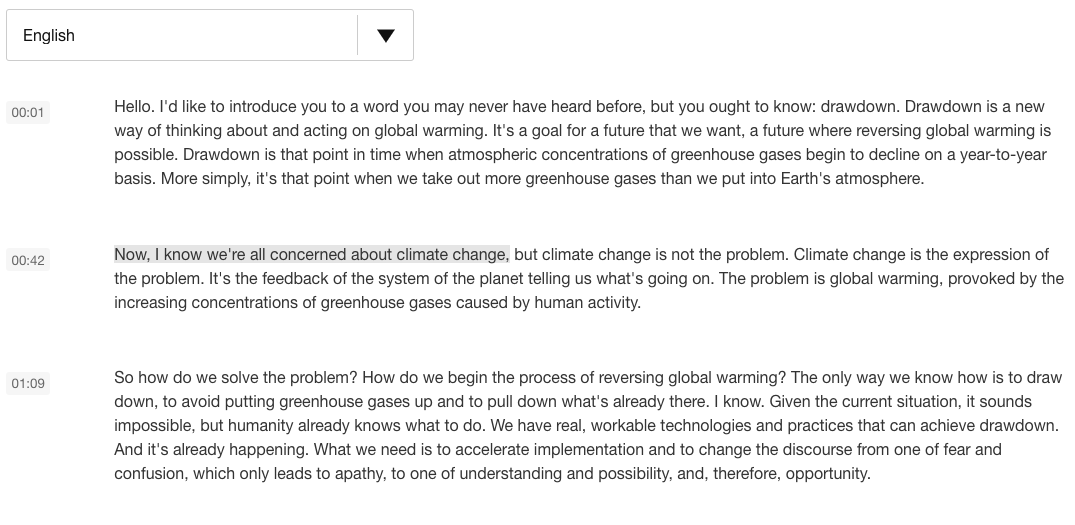 English
00:01
Hello. I'd like to introduce you to a word you may never have heard before, but you ought to know: drawdown. Drawdown is a new
way of thinking about and acting on global warming. It's a goal for a future that we want, a future where reversing global warming is
possible. Drawdown is that point in time when atmospheric concentrations of greenhouse gases begin to decline on a year-to-year
basis. More simply, it's that point when we take out more greenhouse gases than we put into Earth's atmosphere.
00:42
Now, I know we're all concerned about climate change, but climate change is not the problem. Climate change is the expression of
the problem. It's the feedback of the system of the planet telling us what's going on. The problem is global warming, provoked by the
increasing concentrations of greenhouse gases caused by human activity.
01:09
So how do we solve the problem? How do we begin the process of reversing global warming? The only way we know how is to draw
down, to avoid putting greenhouse gases up and to pull down what's already there. I know. Given the current situation, it sounds
impossible, but humanity already knows what to do. We have real, workable technologies and practices that can achieve drawdown.
And it's already happening. What we need is to accelerate implementation and to change the discourse from one of fear and
confusion, which only leads to apathy, to one of understanding and possibility, and, therefore, opportunity.